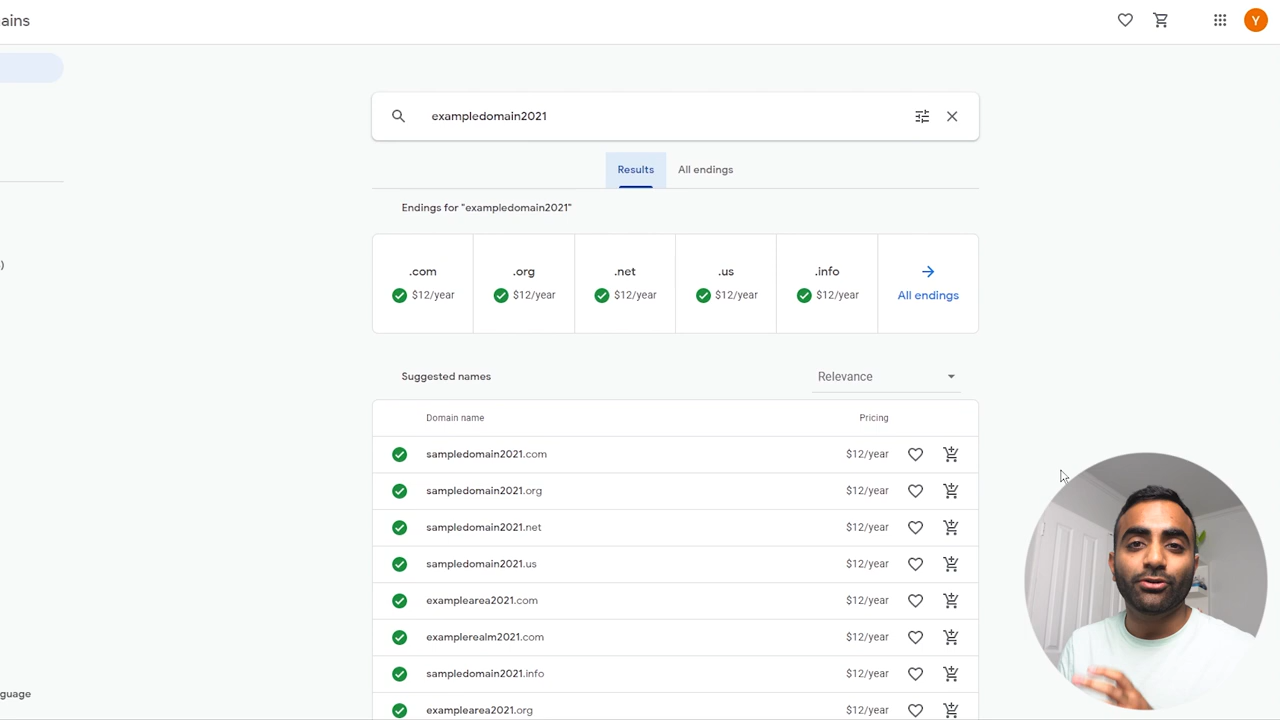 ains
Y
exampledomain2021
Results All endings
Endings for "exampledomain2021"
.com .org .net .us .info
$12/year $12/year $12/year $12/year $12/year All endings
)
Suggested names Relevance
Domain name Pricing
sampledomain2021.com $12/year
sampledomain2021.org $12/year
sampledomain2021.net $12/year
sampledomain2021.us $12/year
examplearea2021.com $12/year
examplerealm2021.com $12/year
sampledomain2021.info $12/year
guage
examplearea2021.org $12/year